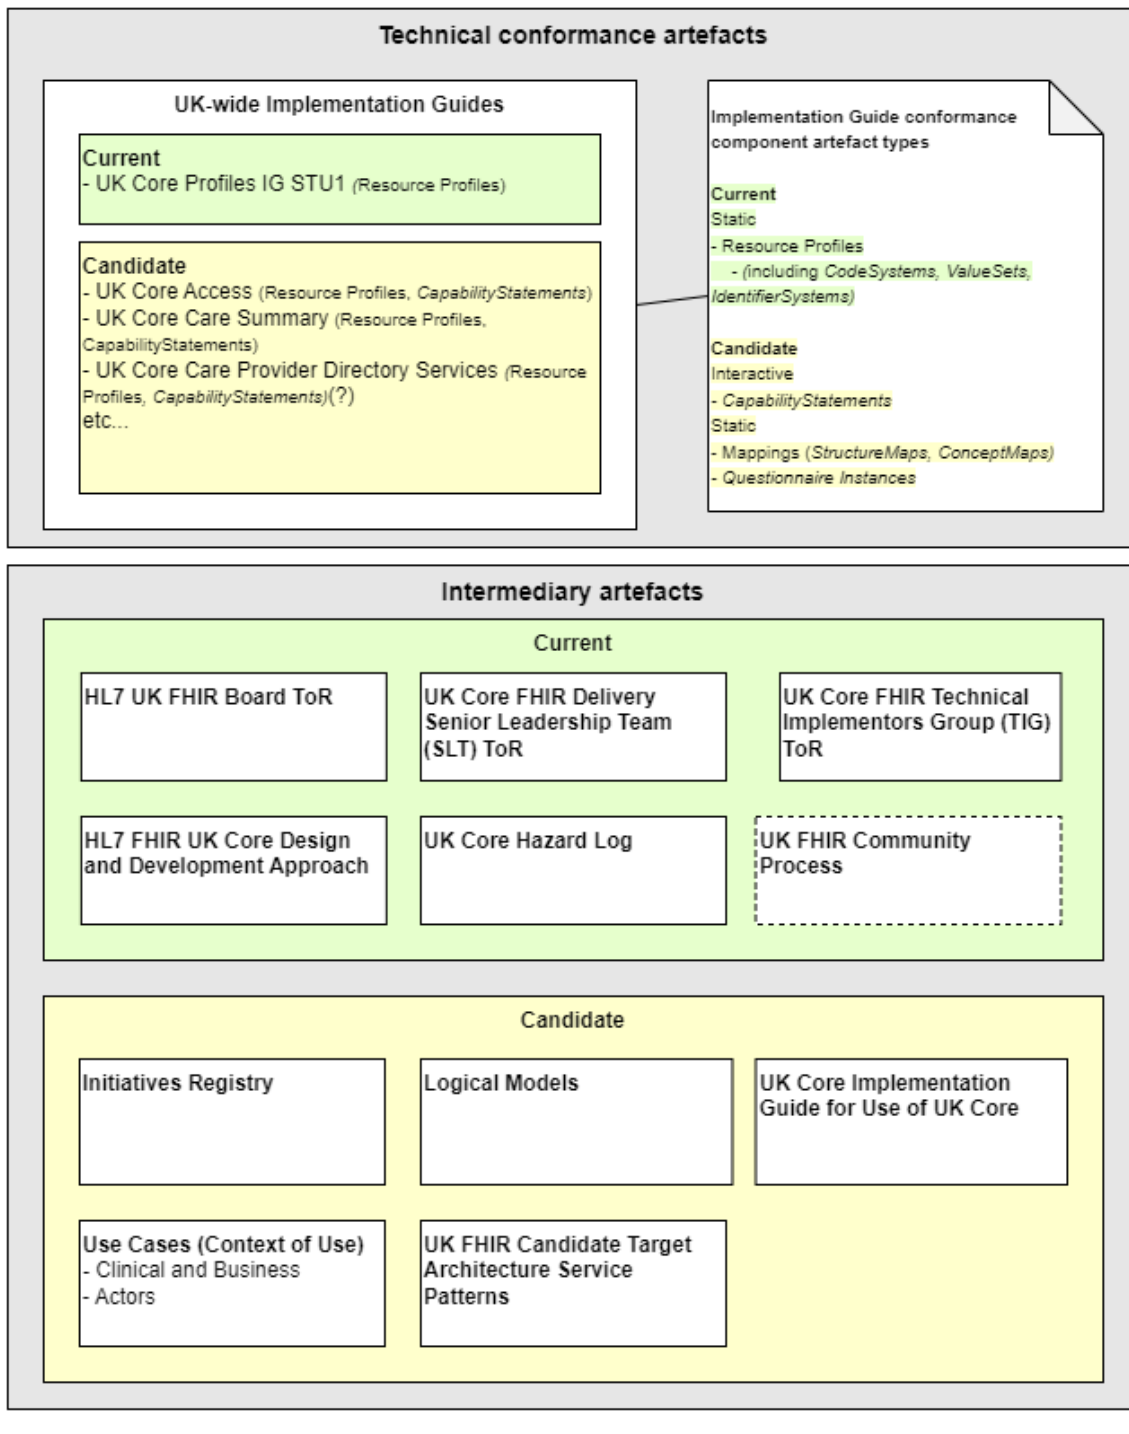 Technical conformance artefacts
UK-wide Implementation Guides
Current
- UK Core Profiles IG STU1 (Resource Profiles)
Candidate
- UK Core Access (Resource Profiles, CapabilityStatements)
- UK Core Care Summary (Resource Profiles,
CapabilityStatements)
- UK Core Care Provider Directory Services (Resource
Profiles, CapabilityStatements)(?)
etc...
Implementation Guide conformance
component artefact types
Current
Static
- Resource Profiles
- (including CodeSystems, ValueSets,
IdentifierSystems)
Candidate
Interactive
- CapabilityStatements
Static
- Mappings (StructureMaps, ConceptMaps)
- Questionnaire Instances
Intermediary artefacts
Current
HL7 UK FHIR Board ToR
UK Core FHIR Delivery
Senior Leadership Team
(SLT) ToR
UK Core FHIR Technical
Implementors Group (TIG)
ToR
HL7 FHIR UK Core Design
and Development Approach
UK Core Hazard Log
UK FHIR Community
Process
Candidate
Initiatives Registry
Logical Models
UK Core Implementation
Guide for Use of UK Core
Use Cases (Context of Use)
- Clinical and Business
- Actors
UK FHIR Candidate Target
Architecture Service
Patterns